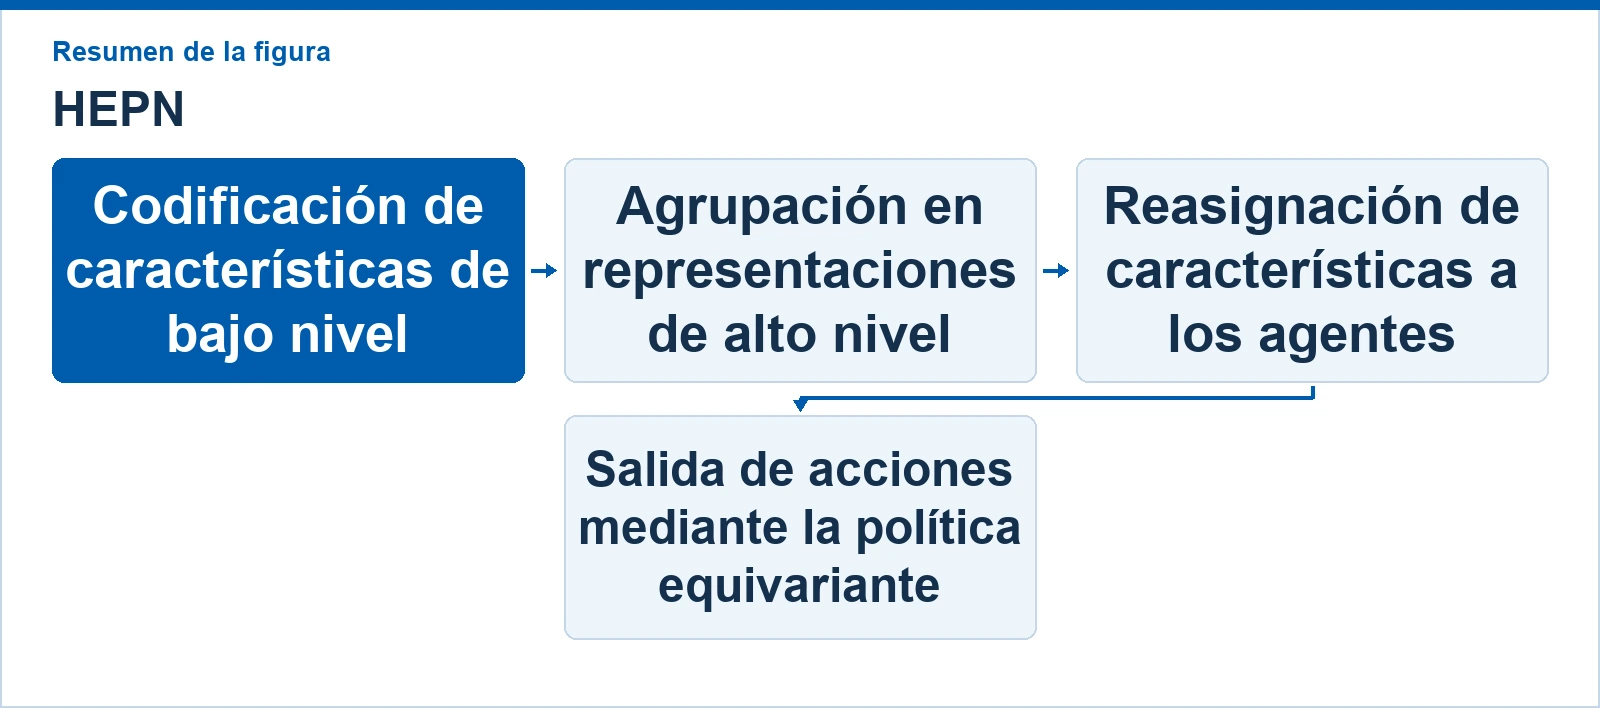 Resumen de la figura
HEPN
Codificación de
características de
bajo nivel
Agrupación en
representaciones
de alto nivel
Reasignación de
características a
los agentes
Salida de acciones
mediante la política
equivariante